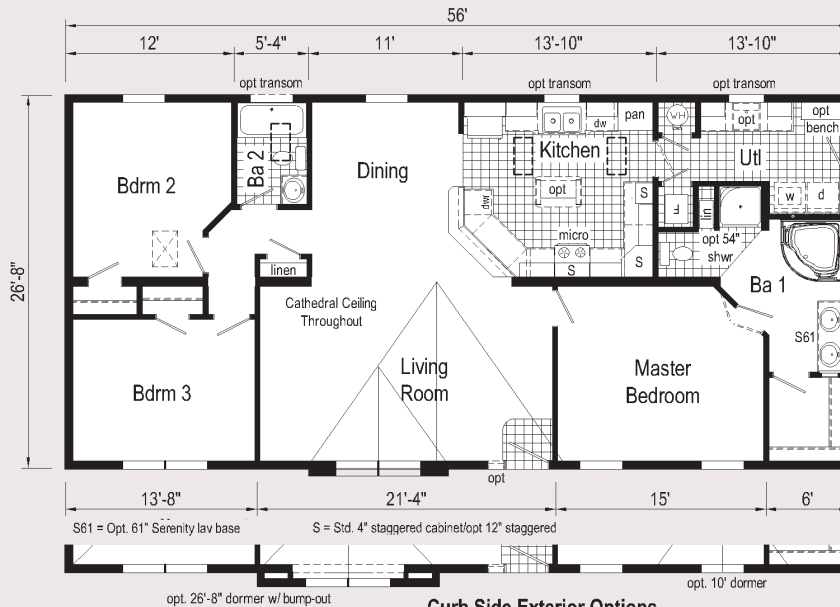 56'
12' 5'-4" 11' 13'-10" 13'-10"
opt transom opt transom opt transom
WH opt opt bench
dw pan
Kitchen Utl
Bdrm 2 Ba 2 Dining
opt S w d
dw F lin
micro opt 54" shwr
S S
linen
26'-8"
Ba 1
Cathedral Ceiling
Throughout
S61
Living
Room
Master
Bedroom
Bdrm 3
opt
13'-8" 21'-4" 15' 6'
S61 = Opt. 61" Serenity lav base S = Std. 4" staggered cabinet/opt 12" staggered
opt. 10' dormer
opt. 26'-8" dormer w/ bump-out
Curb Side Exterior Options